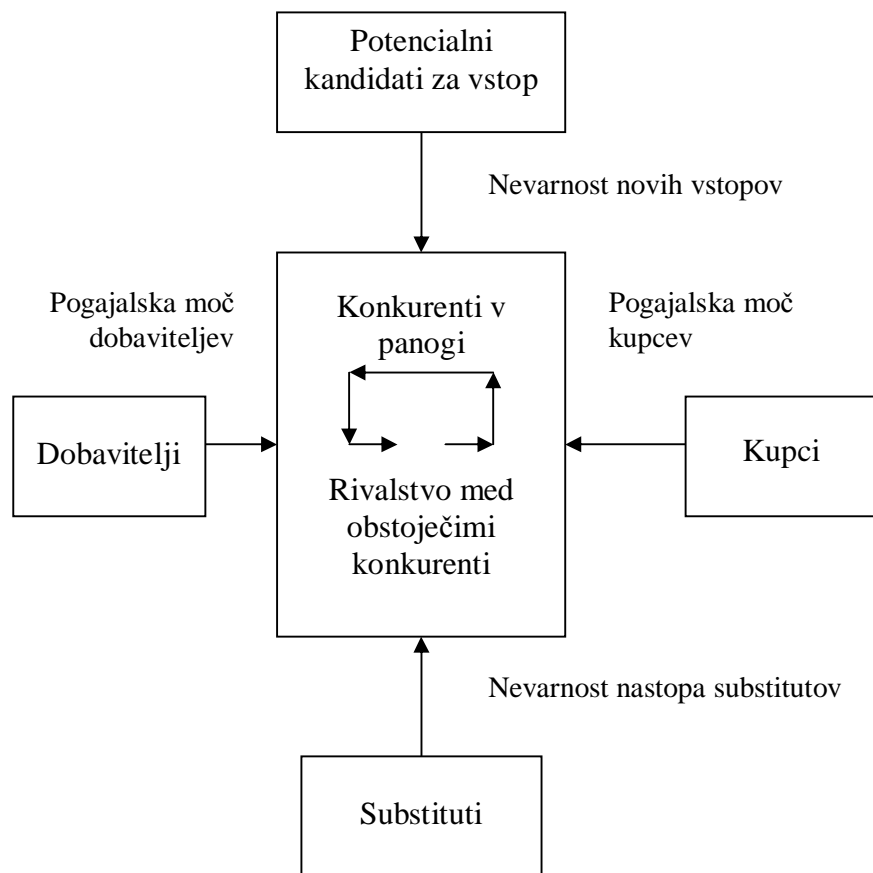 Potencialni
kandidati za vstop
Nevarnost novih vstopov
Pogajalska moč
dobaviteljev
Konkurenti v
panogi
Pogajalska moč
kupcev
Dobavitelji
Kupci
Rivalstvo med
obstoječimi
konkurenti
Nevarnost nastopa substitutov
Substituti